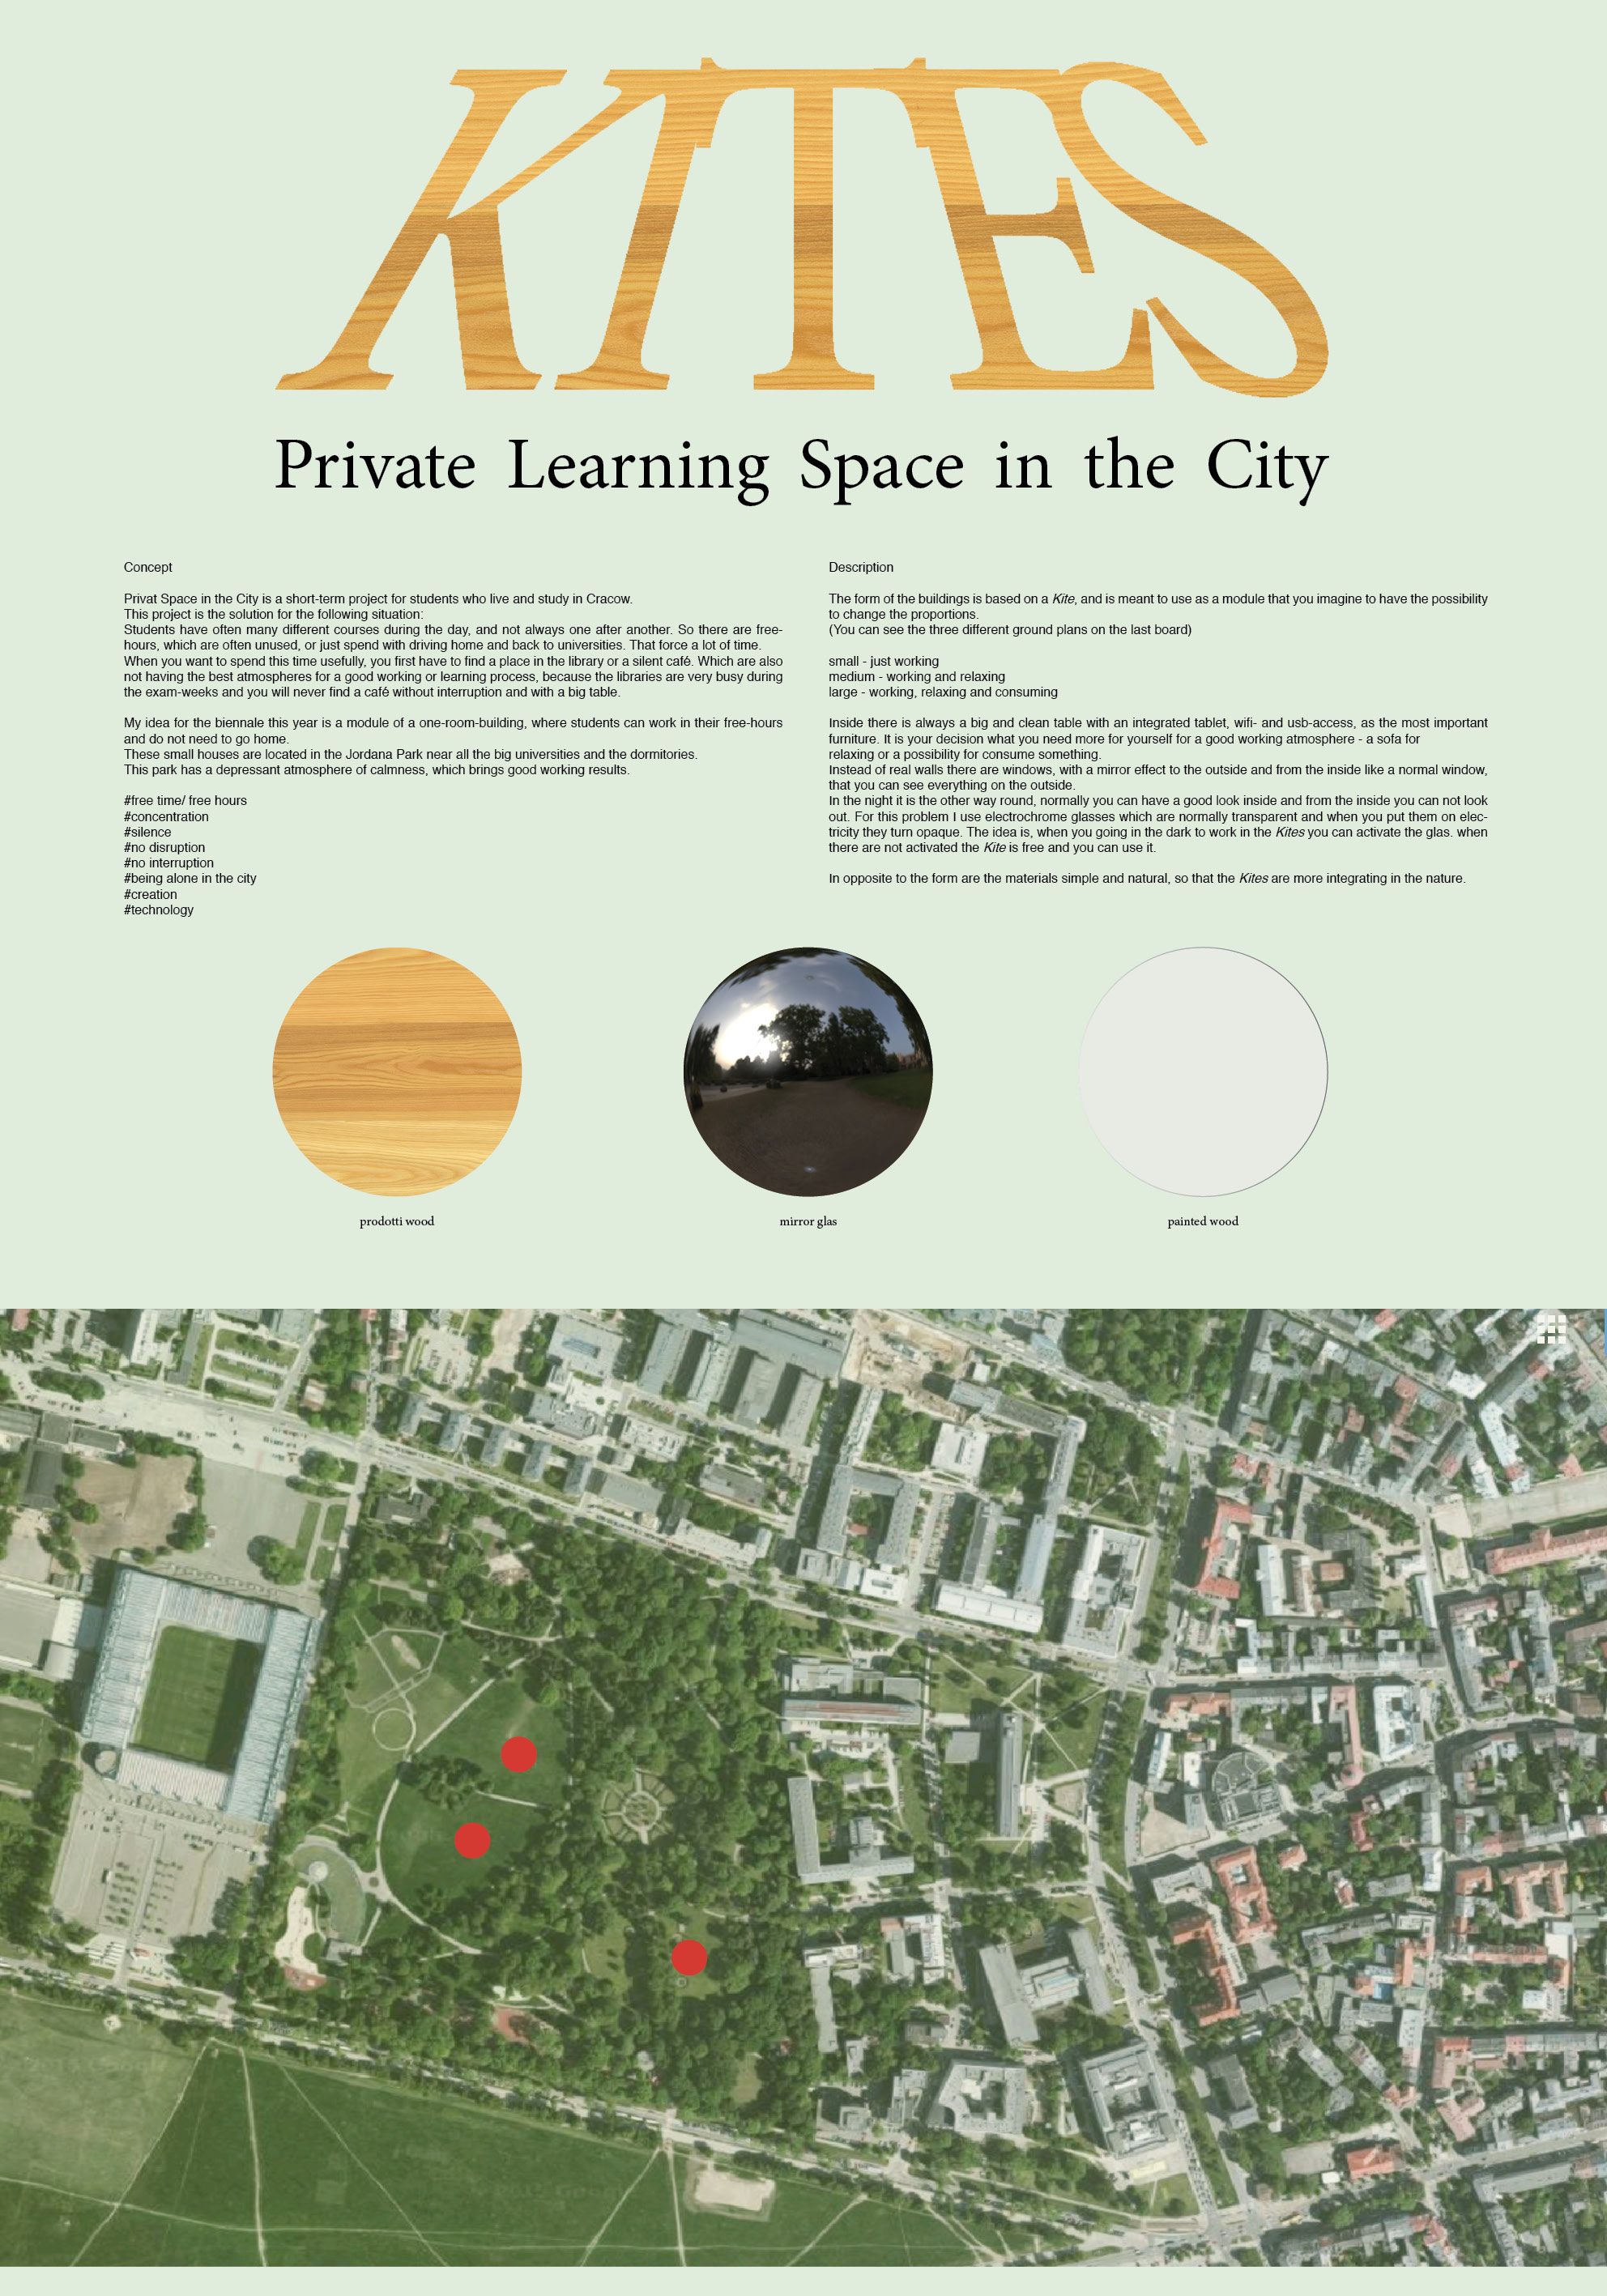 KITES
Private Learning Space in the City
Concept
Privat Space in the City is a short-term project for students who live and study in Cracow.
This project is the solution for the following situation:
Students have often many different courses during the day, and not always one after another. So there are free-
hours, which are often unused, or just spend with driving home and back to universities. That force a lot of time.
When you want to spend this time usefully, you first have to find a place in the library or a silent café. Which are also
not having the best atmospheres for a good working or learning process, because the libraries are very busy during
the exam-weeks and you will never find a café without interruption and with a big table.
My idea for the biennale this year is a module of a one-room-building, where students can work in their free-hours
and do not need to go home.
These small houses are located in the Jordana Park near all the big universities and the dormitories.
This park has a depressant atmosphere of calmness, which brings good working results.
#free time/ free hours
#concentration
#silence
#no disruption
#no interruption
#being alone in the city
#creation
#technology
Description
The form of the buildings is based on a Kite, and is meant to use as a module that you imagine to have the possibility
to change the proportions.
(You can see the three different ground plans on the last board)
small - just working
medium - working and relaxing
large - working, relaxing and consuming
Inside there is always a big and clean table with an integrated tablet, wifi- and usb-access, as the most important
furniture. It is your decision what you need more for yourself for a good working atmosphere - a sofa for
relaxing or a possibility for consume something.
Instead of real walls there are windows, with a mirror effect to the outside and from the inside like a normal window,
that you can see everything on the outside.
In the night it is the other way round, normally you can have a good look inside and from the inside you can not look
out. For this problem I use electrochrome glasses which are normally transparent and when you put them on elec-
tricity they turn opaque. The idea is, when you going in the dark to work in the Kites you can activate the glas. when
there are not activated the Kite is free and you can use it.
In opposite to the form are the materials simple and natural, so that the Kites are more integrating in the nature.
prodotti wood
mirror glas
painted wood